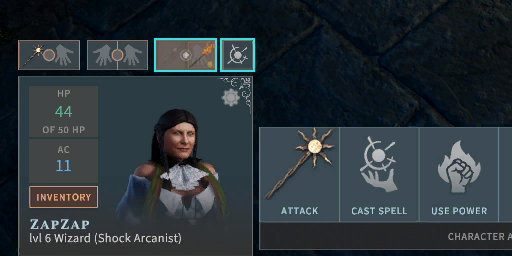 HP
44
OF 50 HP
AC
11
INVENTORY
ZAPZAP
lvl 6 Wizard (Shock Arcanist)
ATTACK
CAST SPELL
USE POWER
CHARACTER A